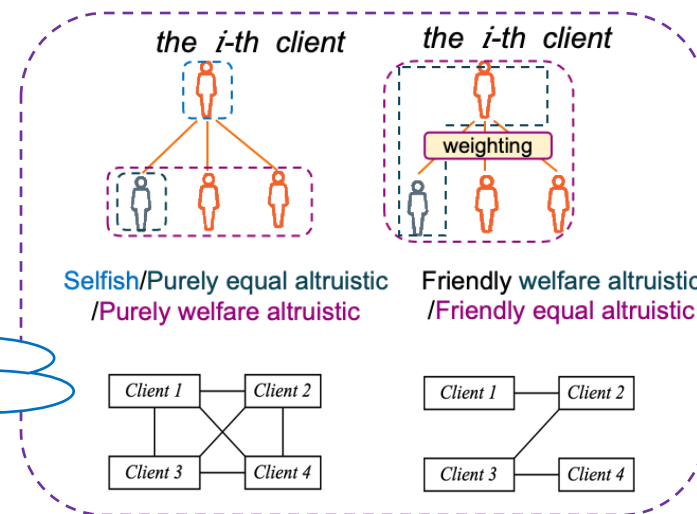 the i-th client
the i-th client
weighting
Selfish/Purely equal altruistic
/Purely welfare altruistic
Friendly welfare altruistic
/Friendly equal altruistic
Client 1
Client 2
Client 3
Client 4
Client 1
Client 2
Client 3
Client 4